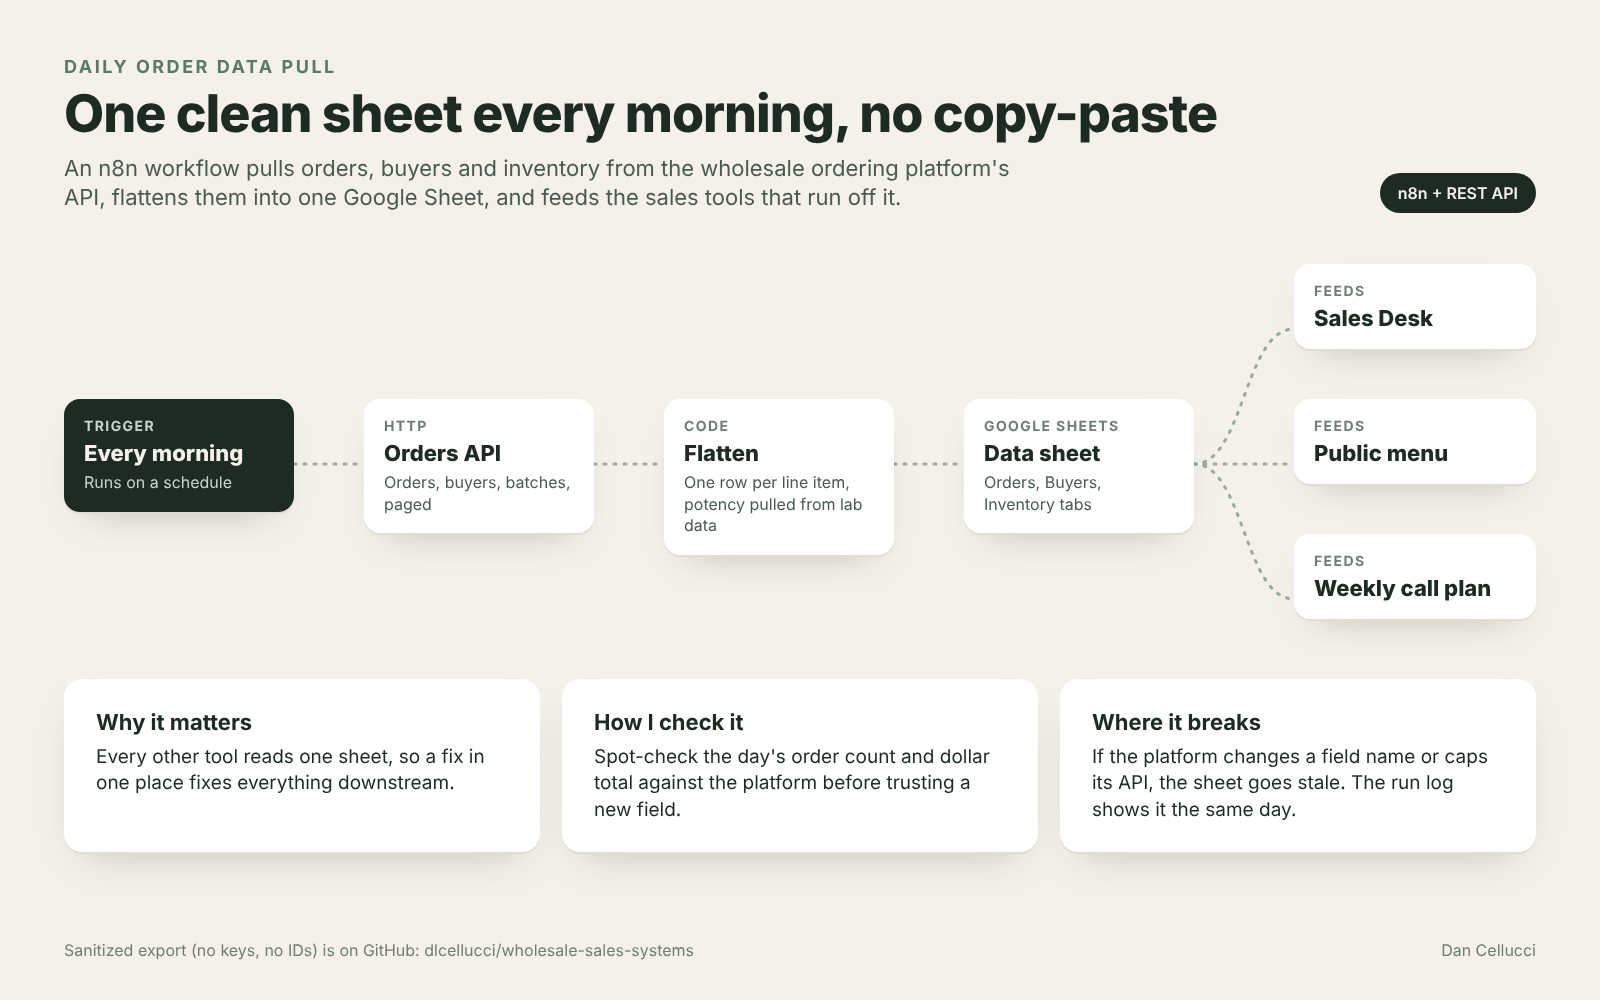 DAILY ORDER DATA PULL
One clean sheet every morning, no copy-paste
An n8n workflow pulls orders, buyers and inventory from the wholesale ordering platform's
API, flattens them into one Google Sheet, and feeds the sales tools that run off it.
n8n + REST API
TRIGGER
Every morning
Runs on a schedule
HTTP
Orders API
Orders, buyers, batches,
paged
CODE
Flatten
One row per line item,
potency pulled from lab
data
GOOGLE SHEETS
Data sheet
Orders, Buyers,
Inventory tabs
FEEDS
Sales Desk
FEEDS
Public menu
FEEDS
Weekly call plan
Why it matters
Every other tool reads one sheet, so a fix in
one place fixes everything downstream.
How I check it
Spot-check the day's order count and dollar
total against the platform before trusting a
new field.
Where it breaks
If the platform changes a field name or caps
its API, the sheet goes stale. The run log
shows it the same day.
Sanitized export (no keys, no IDs) is on GitHub: dlcellucci/wholesale-sales-systems
Dan Cellucci